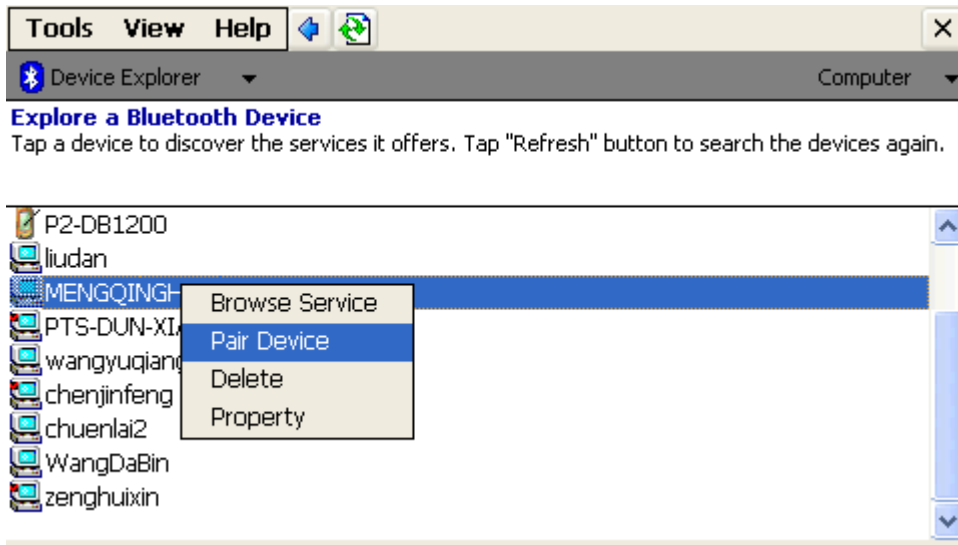 Tools View Help
Device Explorer Computer
Explore a Bluetooth Device
Tap a device to discover the services it offers. Tap "Refresh" button to search the devices again.
P2-DB1200
liudan
MENGQINGH
PTS-DUN-XI
wangyuqiang
chenjinfeng
chuenlai2
WangDaBin
zenghuixin
Browse Service
Pair Device
Delete
Property